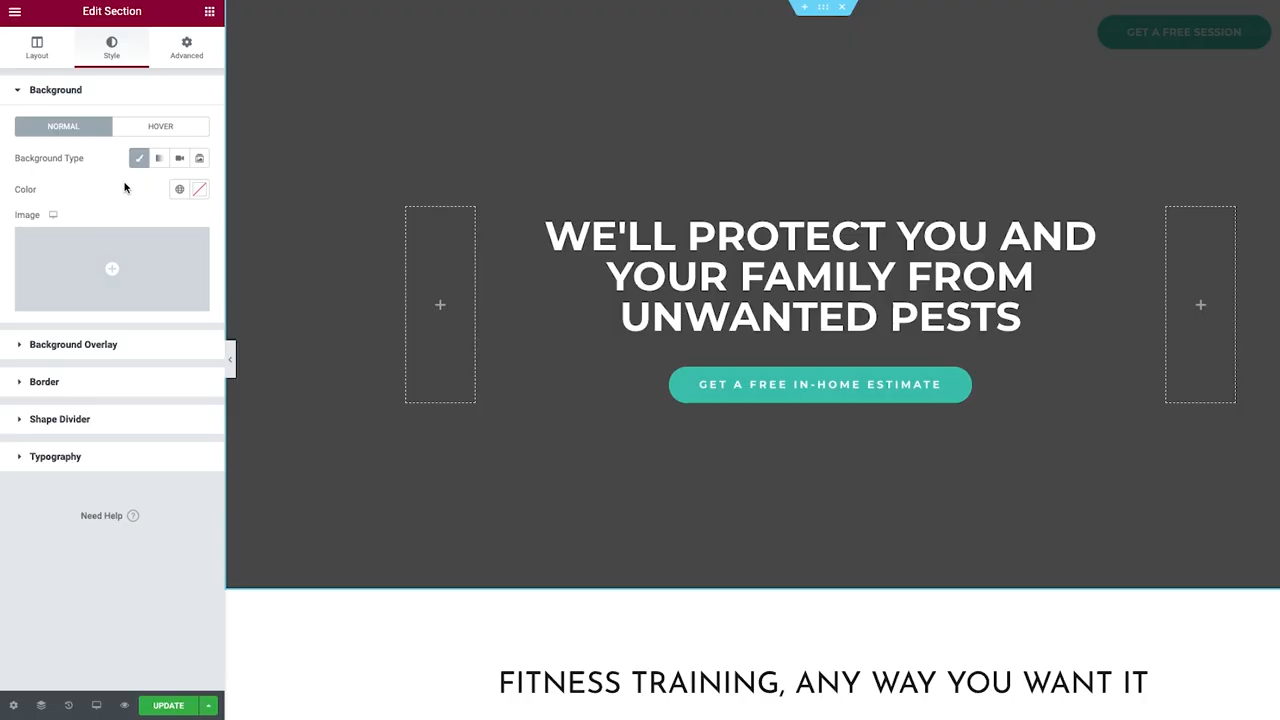 Edit Section
GET A FREE SESSION
Layout
Style
Advanced
Background
NORMAL
HOVER
Background Type
Color
Image
WE'LL PROTECT YOU AND
YOUR FAMILY FROM
UNWANTED PESTS
GET A FREE IN-HOME ESTIMATE
Background Overlay
Border
Shape Divider
Typography
Need Help ?
FITNESS TRAINING, ANY WAY YOU WANT IT
UPDATE